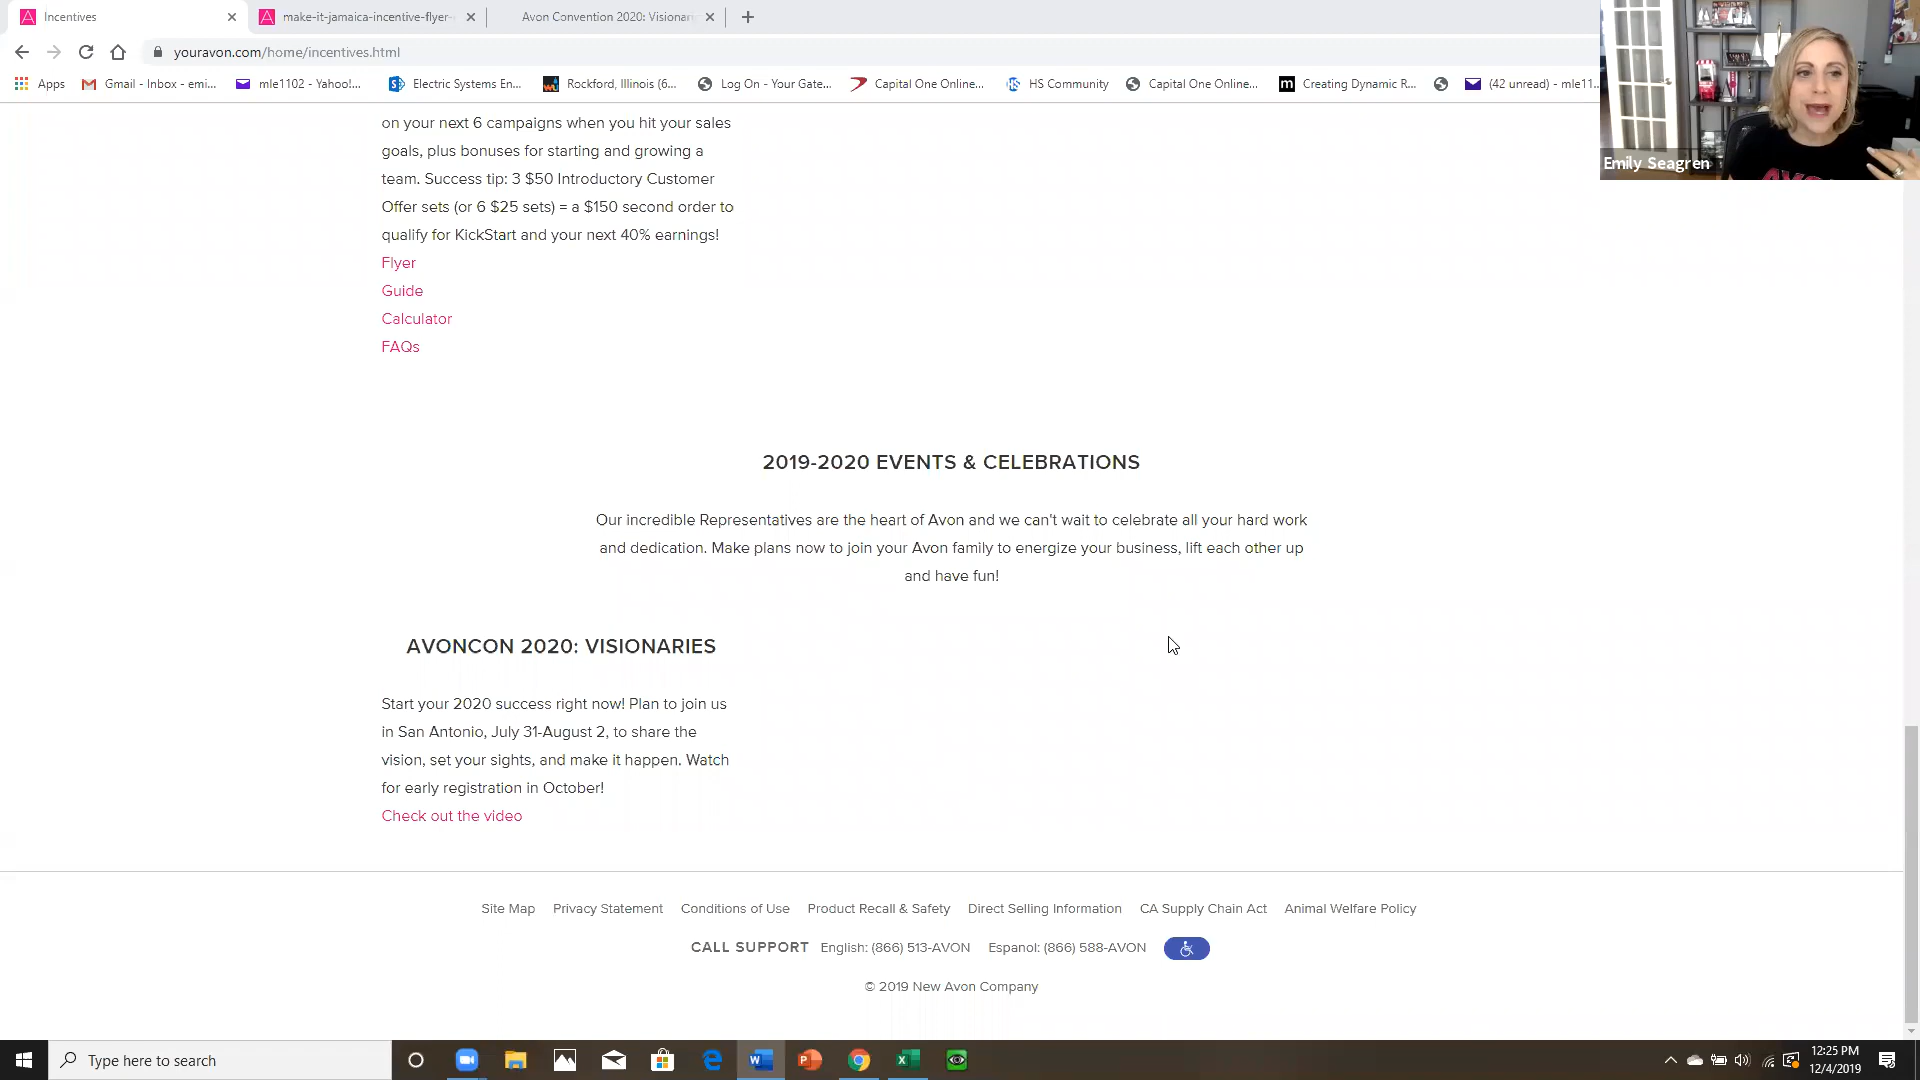 Incentives
make-it-jamaica-incentive-flyer-
Avon Convention 2020: Visionari
youravon.com/home/incentives.html
Apps
Gmail - Inbox - emi...
mle1102 - Yahoo!...
Electric Systems En...
Rockford, Illinois (6...
Log On - Your Gate...
Capital One Online...
HS Community
Capital One Online...
Creating Dynamic R...
(42 unread) - mle11...
Emily Seagren
on your next 6 campaigns when you hit your sales
goals, plus bonuses for starting and growing a
team. Success tip: 3 $50 Introductory Customer
Offer sets (or 6 $25 sets) = a $150 second order to
qualify for KickStart and your next 40% earnings!
Flyer
Guide
Calculator
FAQs
2019-2020 EVENTS & CELEBRATIONS
Our incredible Representatives are the heart of Avon and we can't wait to celebrate all your hard work
and dedication. Make plans now to join your Avon family to energize your business, lift each other up
and have fun!
AVONCON 2020: VISIONARIES
Start your 2020 success right now! Plan to join us
in San Antonio, July 31-August 2, to share the
vision, set your sights, and make it happen. Watch
for early registration in October!
Check out the video
Site Map Privacy Statement Conditions of Use Product Recall & Safety Direct Selling Information CA Supply Chain Act Animal Welfare Policy
CALL SUPPORT English: (866) 513-AVON Espanol: (866) 588-AVON
© 2019 New Avon Company
Type here to search
12:25 PM
12/4/2019